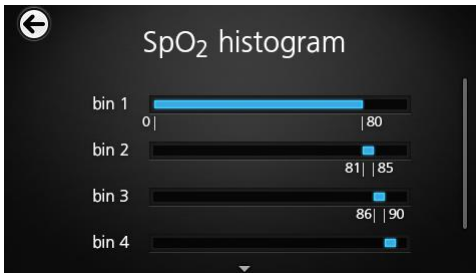 SpO₂ histogram
bin 1
0| |80
bin 2
81| |85
bin 3
86| |90
bin 4